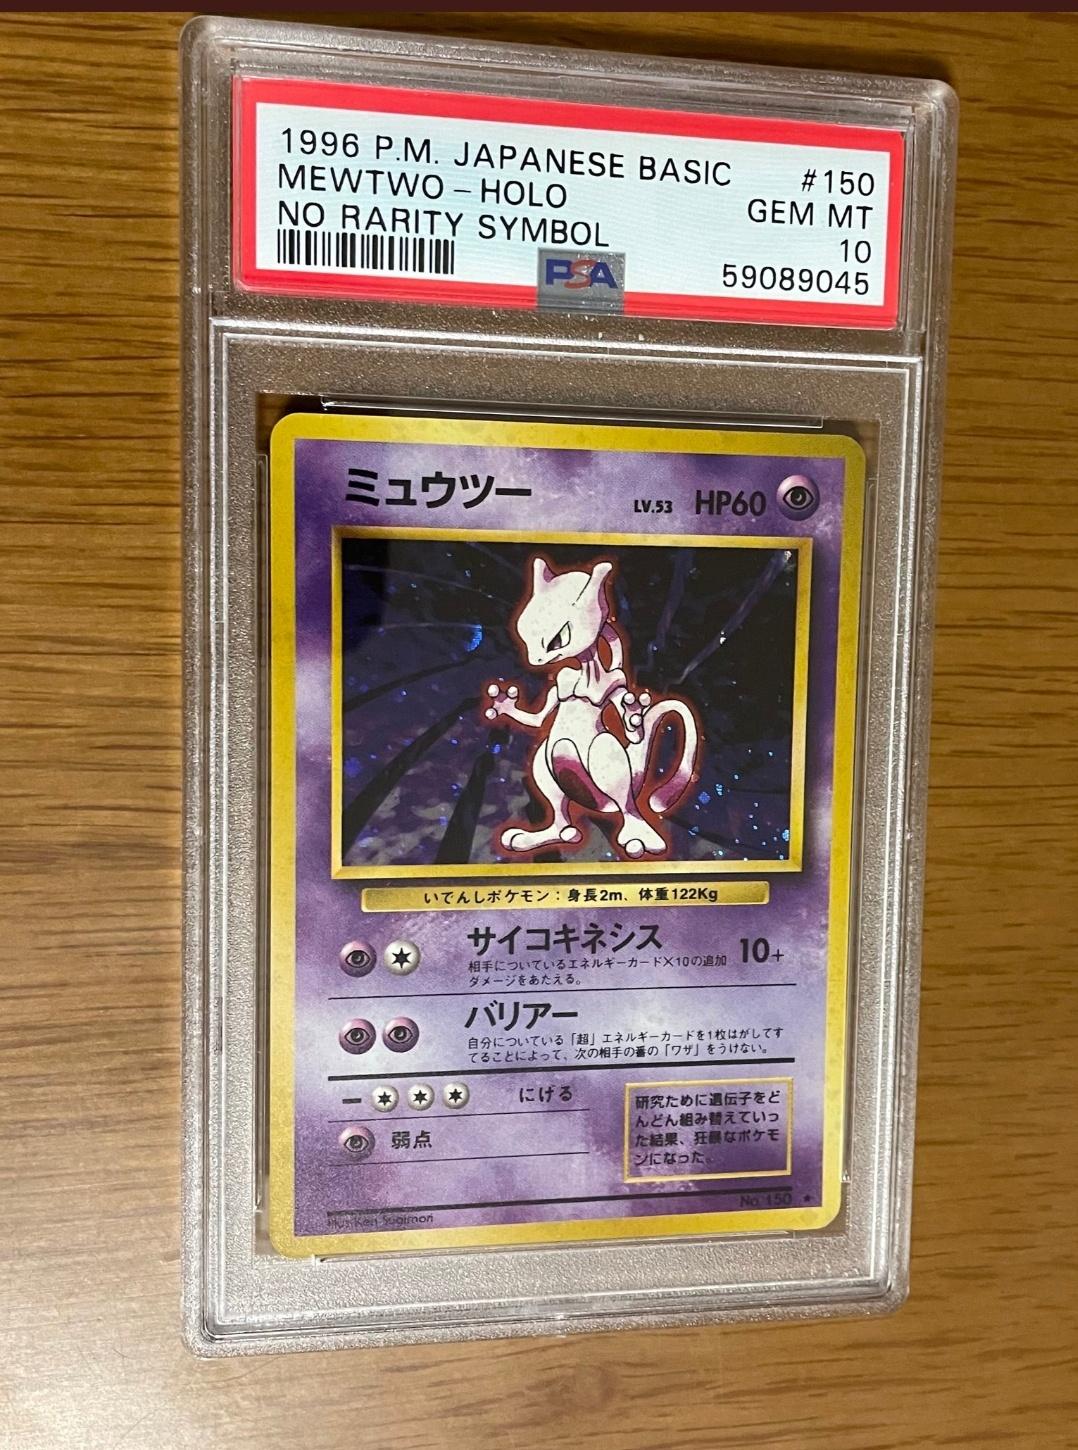 1996 P.M. JAPANESE BASIC #150
MEWTWO - HOLO GEM MT
NO RARITY SYMBOL 10
PSA 59089045
ミュウツー LV.53 HP60
いでんしポケモン：身長2m、体重122Kg
サイコキネシス 10+
相手についているエネルギーカード×10の追加
ダメージをあたえる。
バリアー
自分についている「超」エネルギーカードを1枚はがしてす
てることによって、次の相手の番の「ワザ」をうけない。
にげる
弱点
研究ために遺伝子をど
んどん組み替えていっ
た結果、狂暴なポケモ
ンになった。
No. 150 ★
Illus. Ken Sugimori